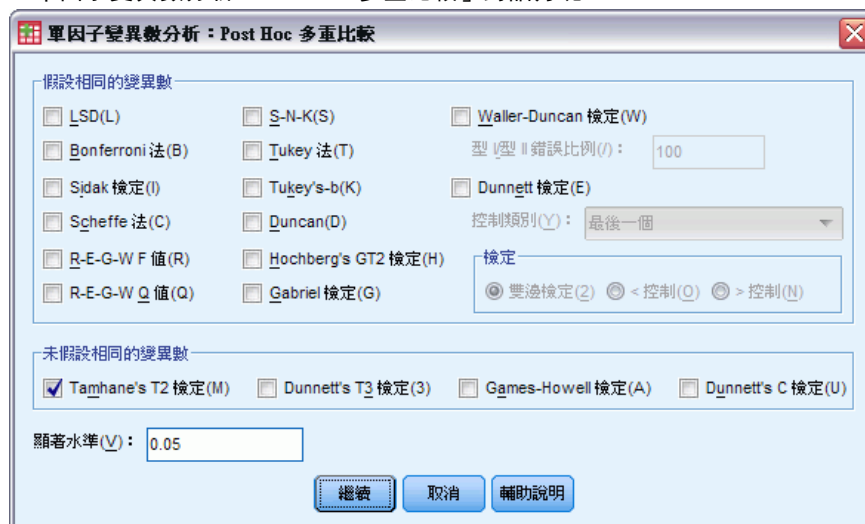 單因子變異數分析：Post Hoc 多重比較
假設相同的變異數
LSD(L)
S-N-K(S)
Waller-Duncan 檢定(W)
Bonferroni 法(B)
Tukey 法(T)
型 I/型 II 錯誤比例(/)：
100
Sidak 檢定(I)
Tukey's-b(K)
Dunnett 檢定(E)
Scheffe 法(C)
Duncan(D)
控制類別(Y)：
最後一個
R-E-G-W F 值(R)
Hochberg's GT2 檢定(H)
檢定
R-E-G-W Q 值(Q)
Gabriel 檢定(G)
雙邊檢定(2)
< 控制(O)
> 控制(N)
未假設相同的變異數
Tamhane's T2 檢定(M)
Dunnett's T3 檢定(3)
Games-Howell 檢定(A)
Dunnett's C 檢定(U)
顯著水準(V)：
0.05
繼續
取消
輔助說明